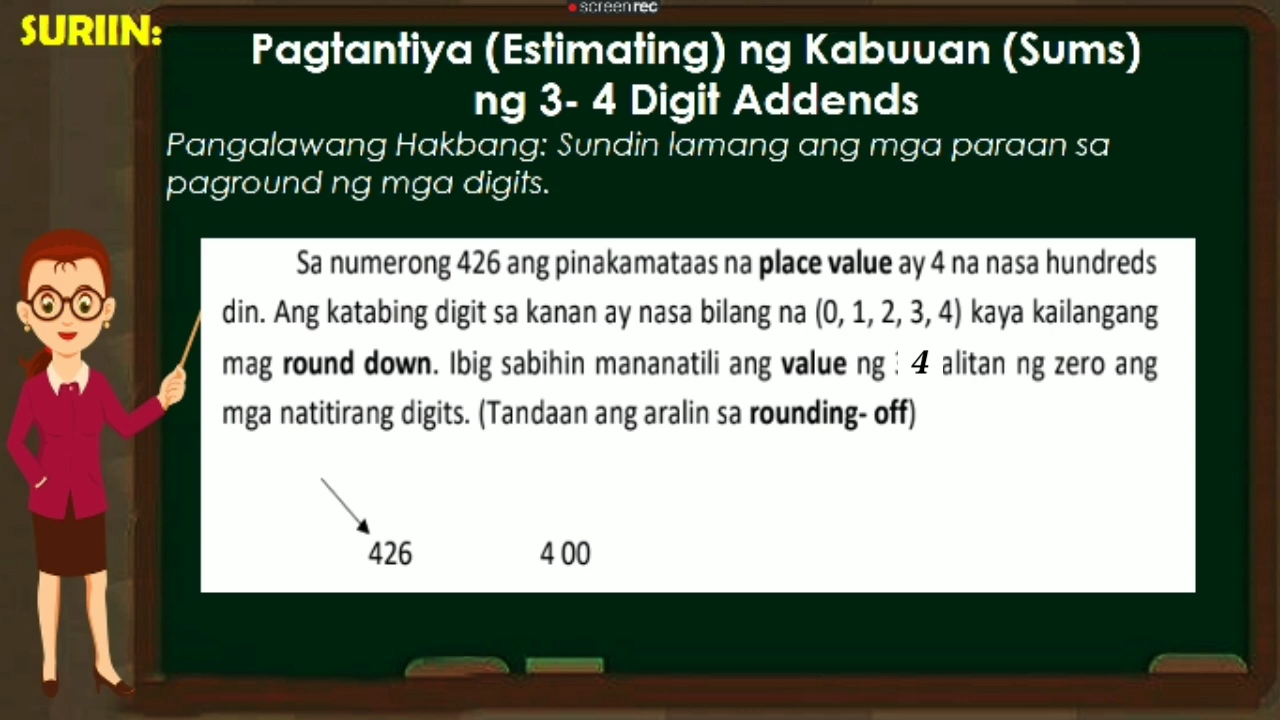 screenrec
SURIIN:
Pagtantiya (Estimating) ng Kabuuan (Sums)
ng 3- 4 Digit Addends
Pangalawang Hakbang: Sundin lamang ang mga paraan sa
paground ng mga digits.
Sa numerong 426 ang pinakamataas na place value ay 4 na nasa hundreds
din. Ang katabing digit sa kanan ay nasa bilang na (0, 1, 2, 3, 4) kaya kailangang
mag round down. Ibig sabihin mananatili ang value ng 4 alitan ng zero ang
mga natitirang digits. (Tandaan ang aralin sa rounding- off)
426 4 00